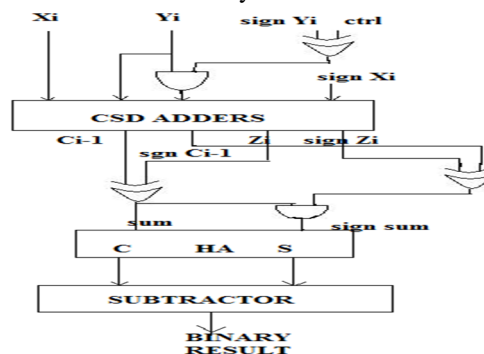 Xi Yi sign Yi ctrl
sign Xi
CSD ADDERS
Ci-1 Zi sign Zi
sgn Ci-1
sum sign sum
C HA S
SUBTRACTOR
BINARY
RESULT